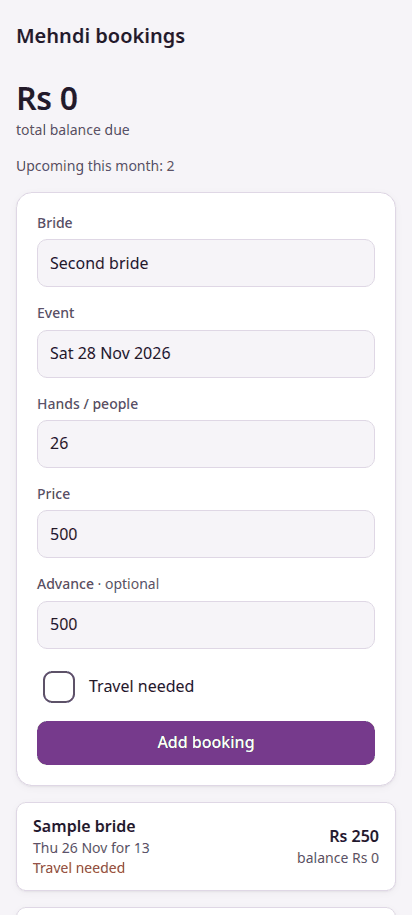 Mehndi bookings
Rs 0
total balance due
Upcoming this month: 2
Bride
Second bride
Event
Sat 28 Nov 2026
Hands / people
26
Price
500
Advance · optional
500
Travel needed
Add booking
Sample bride
Thu 26 Nov for 13
Travel needed
Rs 250
balance Rs 0